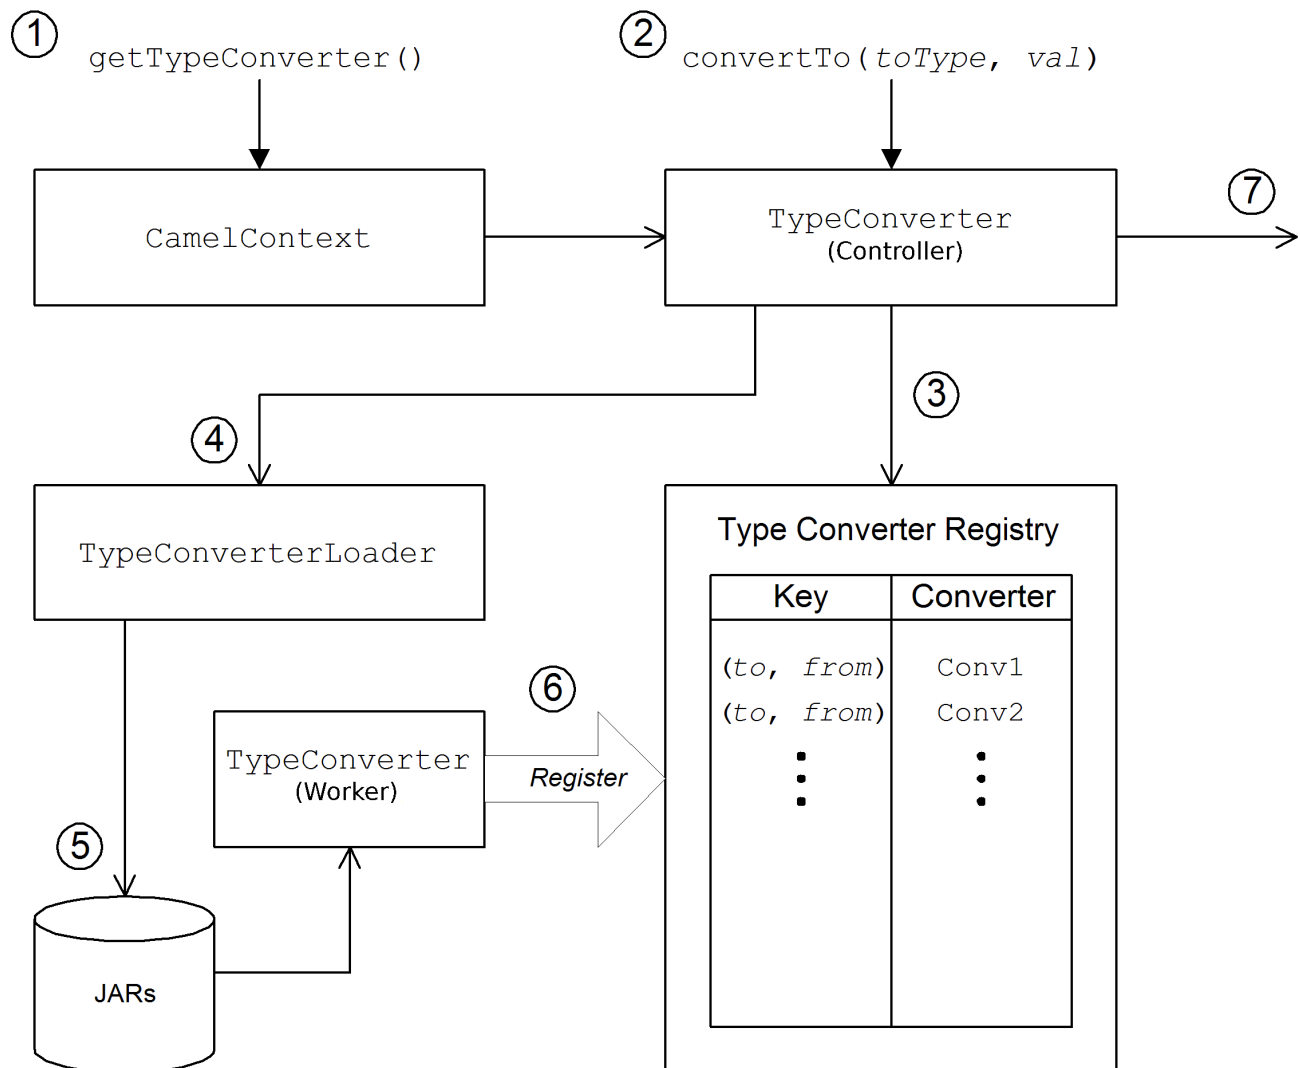 1
getTypeConverter()
2
convertTo(toType, val)
CamelContext
TypeConverter
(Controller)
7
3
4
TypeConverterLoader
Type Converter Registry
Key Converter
(to, from) Conv1
(to, from) Conv2
6
TypeConverter
(Worker)
Register
5
JARs